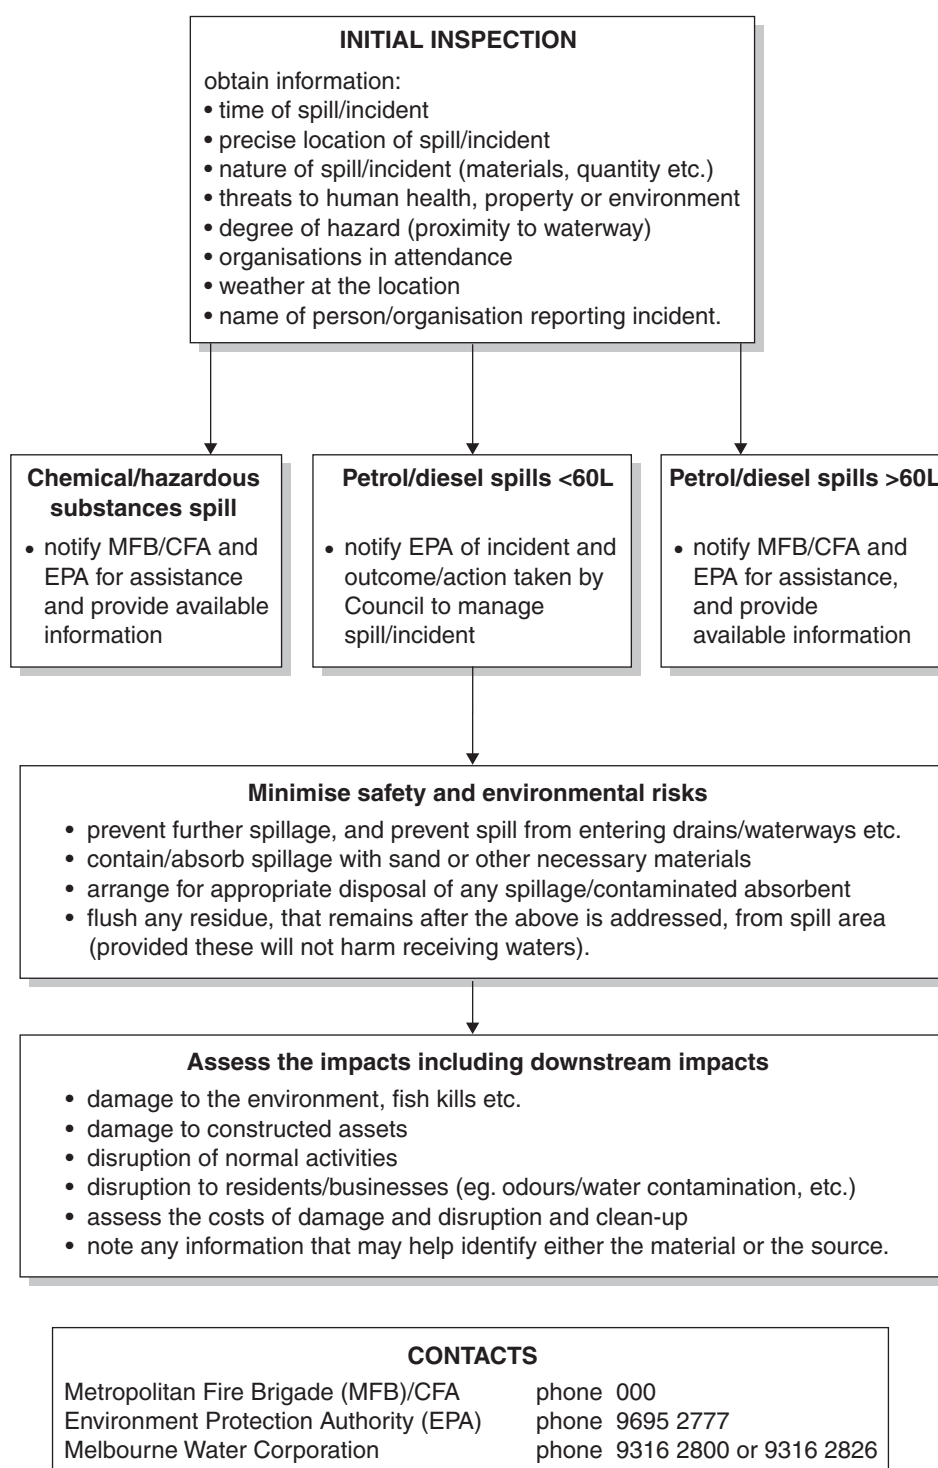 INITIAL INSPECTION
obtain information:
• time of spill/incident
• precise location of spill/incident
• nature of spill/incident (materials, quantity etc.)
• threats to human health, property or environment
• degree of hazard (proximity to waterway)
• organisations in attendance
• weather at the location
• name of person/organisation reporting incident.
Chemical/hazardous
substances spill
• notify MFB/CFA and
EPA for assistance
and provide available
information
Petrol/diesel spills <60L
• notify EPA of incident and
outcome/action taken by
Council to manage
spill/incident
Petrol/diesel spills >60L
• notify MFB/CFA and
EPA for assistance,
and provide
available information
Minimise safety and environmental risks
• prevent further spillage, and prevent spill from entering drains/waterways etc.
• contain/absorb spillage with sand or other necessary materials
• arrange for appropriate disposal of any spillage/contaminated absorbent
• flush any residue, that remains after the above is addressed, from spill area
(provided these will not harm receiving waters).
Assess the impacts including downstream impacts
• damage to the environment, fish kills etc.
• damage to constructed assets
• disruption of normal activities
• disruption to residents/businesses (eg. odours/water contamination, etc.)
• assess the costs of damage and disruption and clean-up
• note any information that may help identify either the material or the source.
CONTACTS
Metropolitan Fire Brigade (MFB)/CFA phone 000
Environment Protection Authority (EPA) phone 9695 2777
Melbourne Water Corporation phone 9316 2800 or 9316 2826